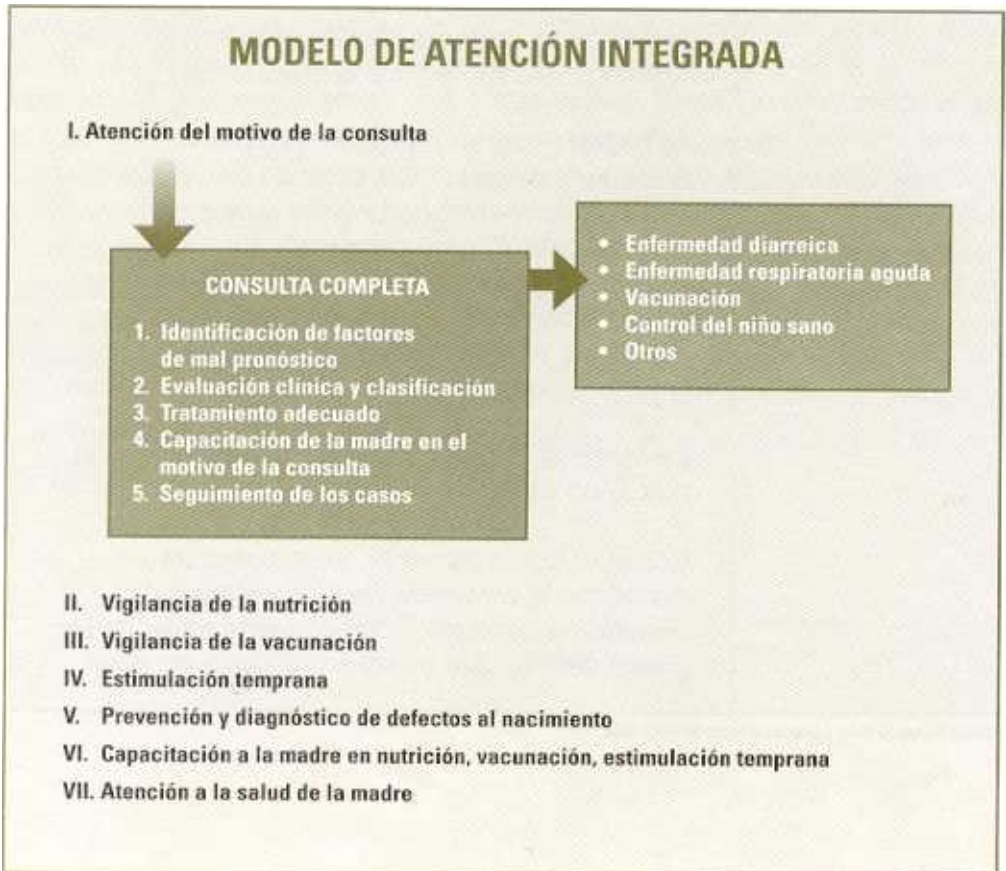 MODELO DE ATENCIÓN INTEGRADA
I. Atención del motivo de la consulta
CONSULTA COMPLETA
1. Identificación de factores
de mal pronóstico
2. Evaluación clínica y clasificación
3. Tratamiento adecuado
4. Capacitación de la madre en el
motivo de la consulta
5. Seguimiento de los casos
• Enfermedad diarreica
• Enfermedad respiratoria aguda
• Vacunación
• Control del niño sano
• Otros
II. Vigilancia de la nutrición
III. Vigilancia de la vacunación
IV. Estimulación temprana
V. Prevención y diagnóstico de defectos al nacimiento
VI. Capacitación a la madre en nutrición, vacunación, estimulación temprana
VII. Atención a la salud de la madre